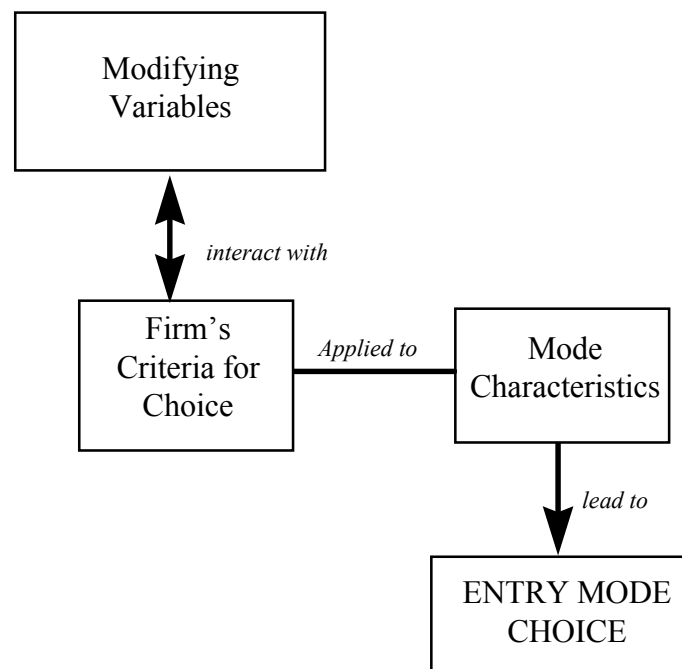 Modifying
Variables
interact with
Firm's
Criteria for
Choice
Applied to
Mode
Characteristics
lead to
ENTRY MODE
CHOICE